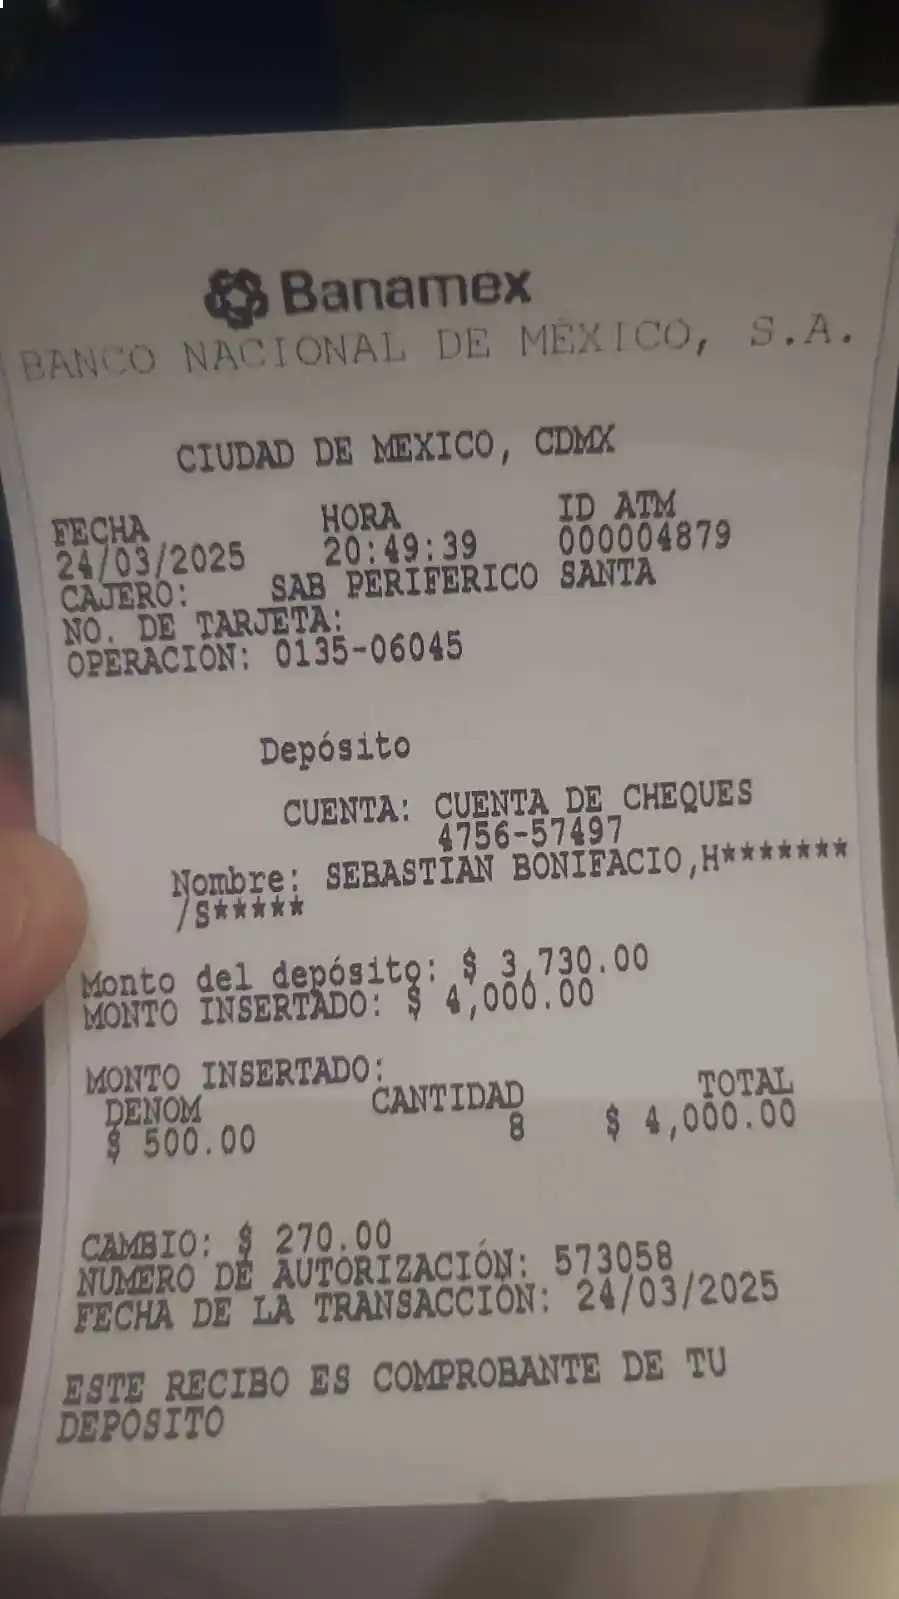 Banamex
BANCO NACIONAL DE MÉXICO, S.A.
CIUDAD DE MEXICO, CDMX
FECHA HORA ID ATM
24/03/2025 20:49:39 000004879
CAJERO: SAB PERIFERICO SANTA
NO. DE TARJETA:
OPERACION: 0135-06045
Depósito
CUENTA: CUENTA DE CHEQUES
4756-57497
Nombre: SEBASTIAN BONIFACIO,H*******
/S*****
Monto del depósito: $ 3,730.00
MONTO INSERTADO: $ 4,000.00
MONTO INSERTADO:
DENOM CANTIDAD TOTAL
$ 500.00 8 $ 4,000.00
CAMBIO: $ 270.00
NUMERO DE AUTORIZACIÓN: 573058
FECHA DE LA TRANSACCIÓN: 24/03/2025
ESTE RECIBO ES COMPROBANTE DE TU
DEPOSITO